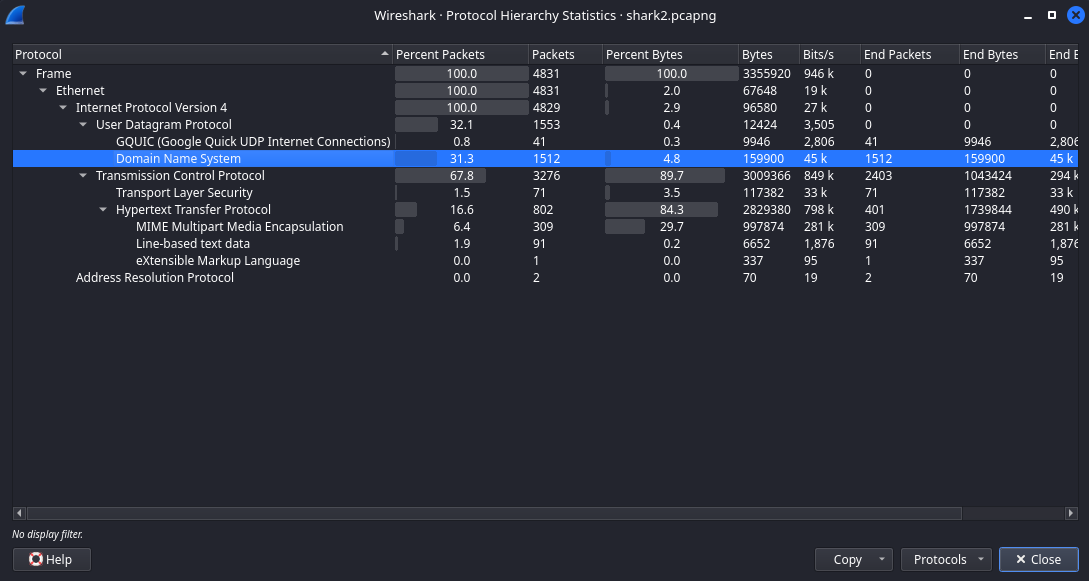 Wireshark · Protocol Hierarchy Statistics · shark2.pcapng
Protocol Percent Packets Packets Percent Bytes Bytes Bits/s End Packets End Bytes End B
Frame 100.0 4831 100.0 3355920 946 k 0 0 0
Ethernet 100.0 4831 2.0 67648 19 k 0 0 0
Internet Protocol Version 4 100.0 4829 2.9 96580 27 k 0 0 0
User Datagram Protocol 32.1 1553 0.4 12424 3,505 0 0 0
GQUIC (Google Quick UDP Internet Connections) 0.8 41 0.3 9946 2,806 41 9946 2,806
Domain Name System 31.3 1512 4.8 159900 45 k 1512 159900 45 k
Transmission Control Protocol 67.8 3276 89.7 3009366 849 k 2403 1043424 294 k
Transport Layer Security 1.5 71 3.5 117382 33 k 71 117382 33 k
Hypertext Transfer Protocol 16.6 802 84.3 2829380 798 k 401 1739844 490 k
MIME Multipart Media Encapsulation 6.4 309 29.7 997874 281 k 309 997874 281 k
Line-based text data 1.9 91 0.2 6652 1,876 91 6652 1,876
eXtensible Markup Language 0.0 1 0.0 337 95 1 337 95
Address Resolution Protocol 0.0 2 0.0 70 19 2 70 19
No display filter.
Help Copy Protocols Close